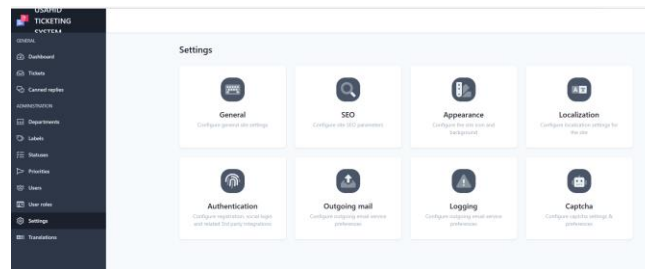 USAHID
TICKETING
SYSTEM
GENERAL
Dashboard
Tickets
Canned replies
ADMINISTRATION
Departments
Labels
Statuses
Priorities
Users
User roles
Settings
Translations
Settings
General
Configure general site settings
SEO
Configure site SEO parameters
Appearance
Configure the site icon and
background
Localization
Configure localization settings for
the site
Authentication
Configure registration, social login
and related 3rd party integrations
Outgoing mail
Configure outgoing email service
preferences
Logging
Configure outgoing email service
preferences
Captcha
Configure captcha settings &
preferences